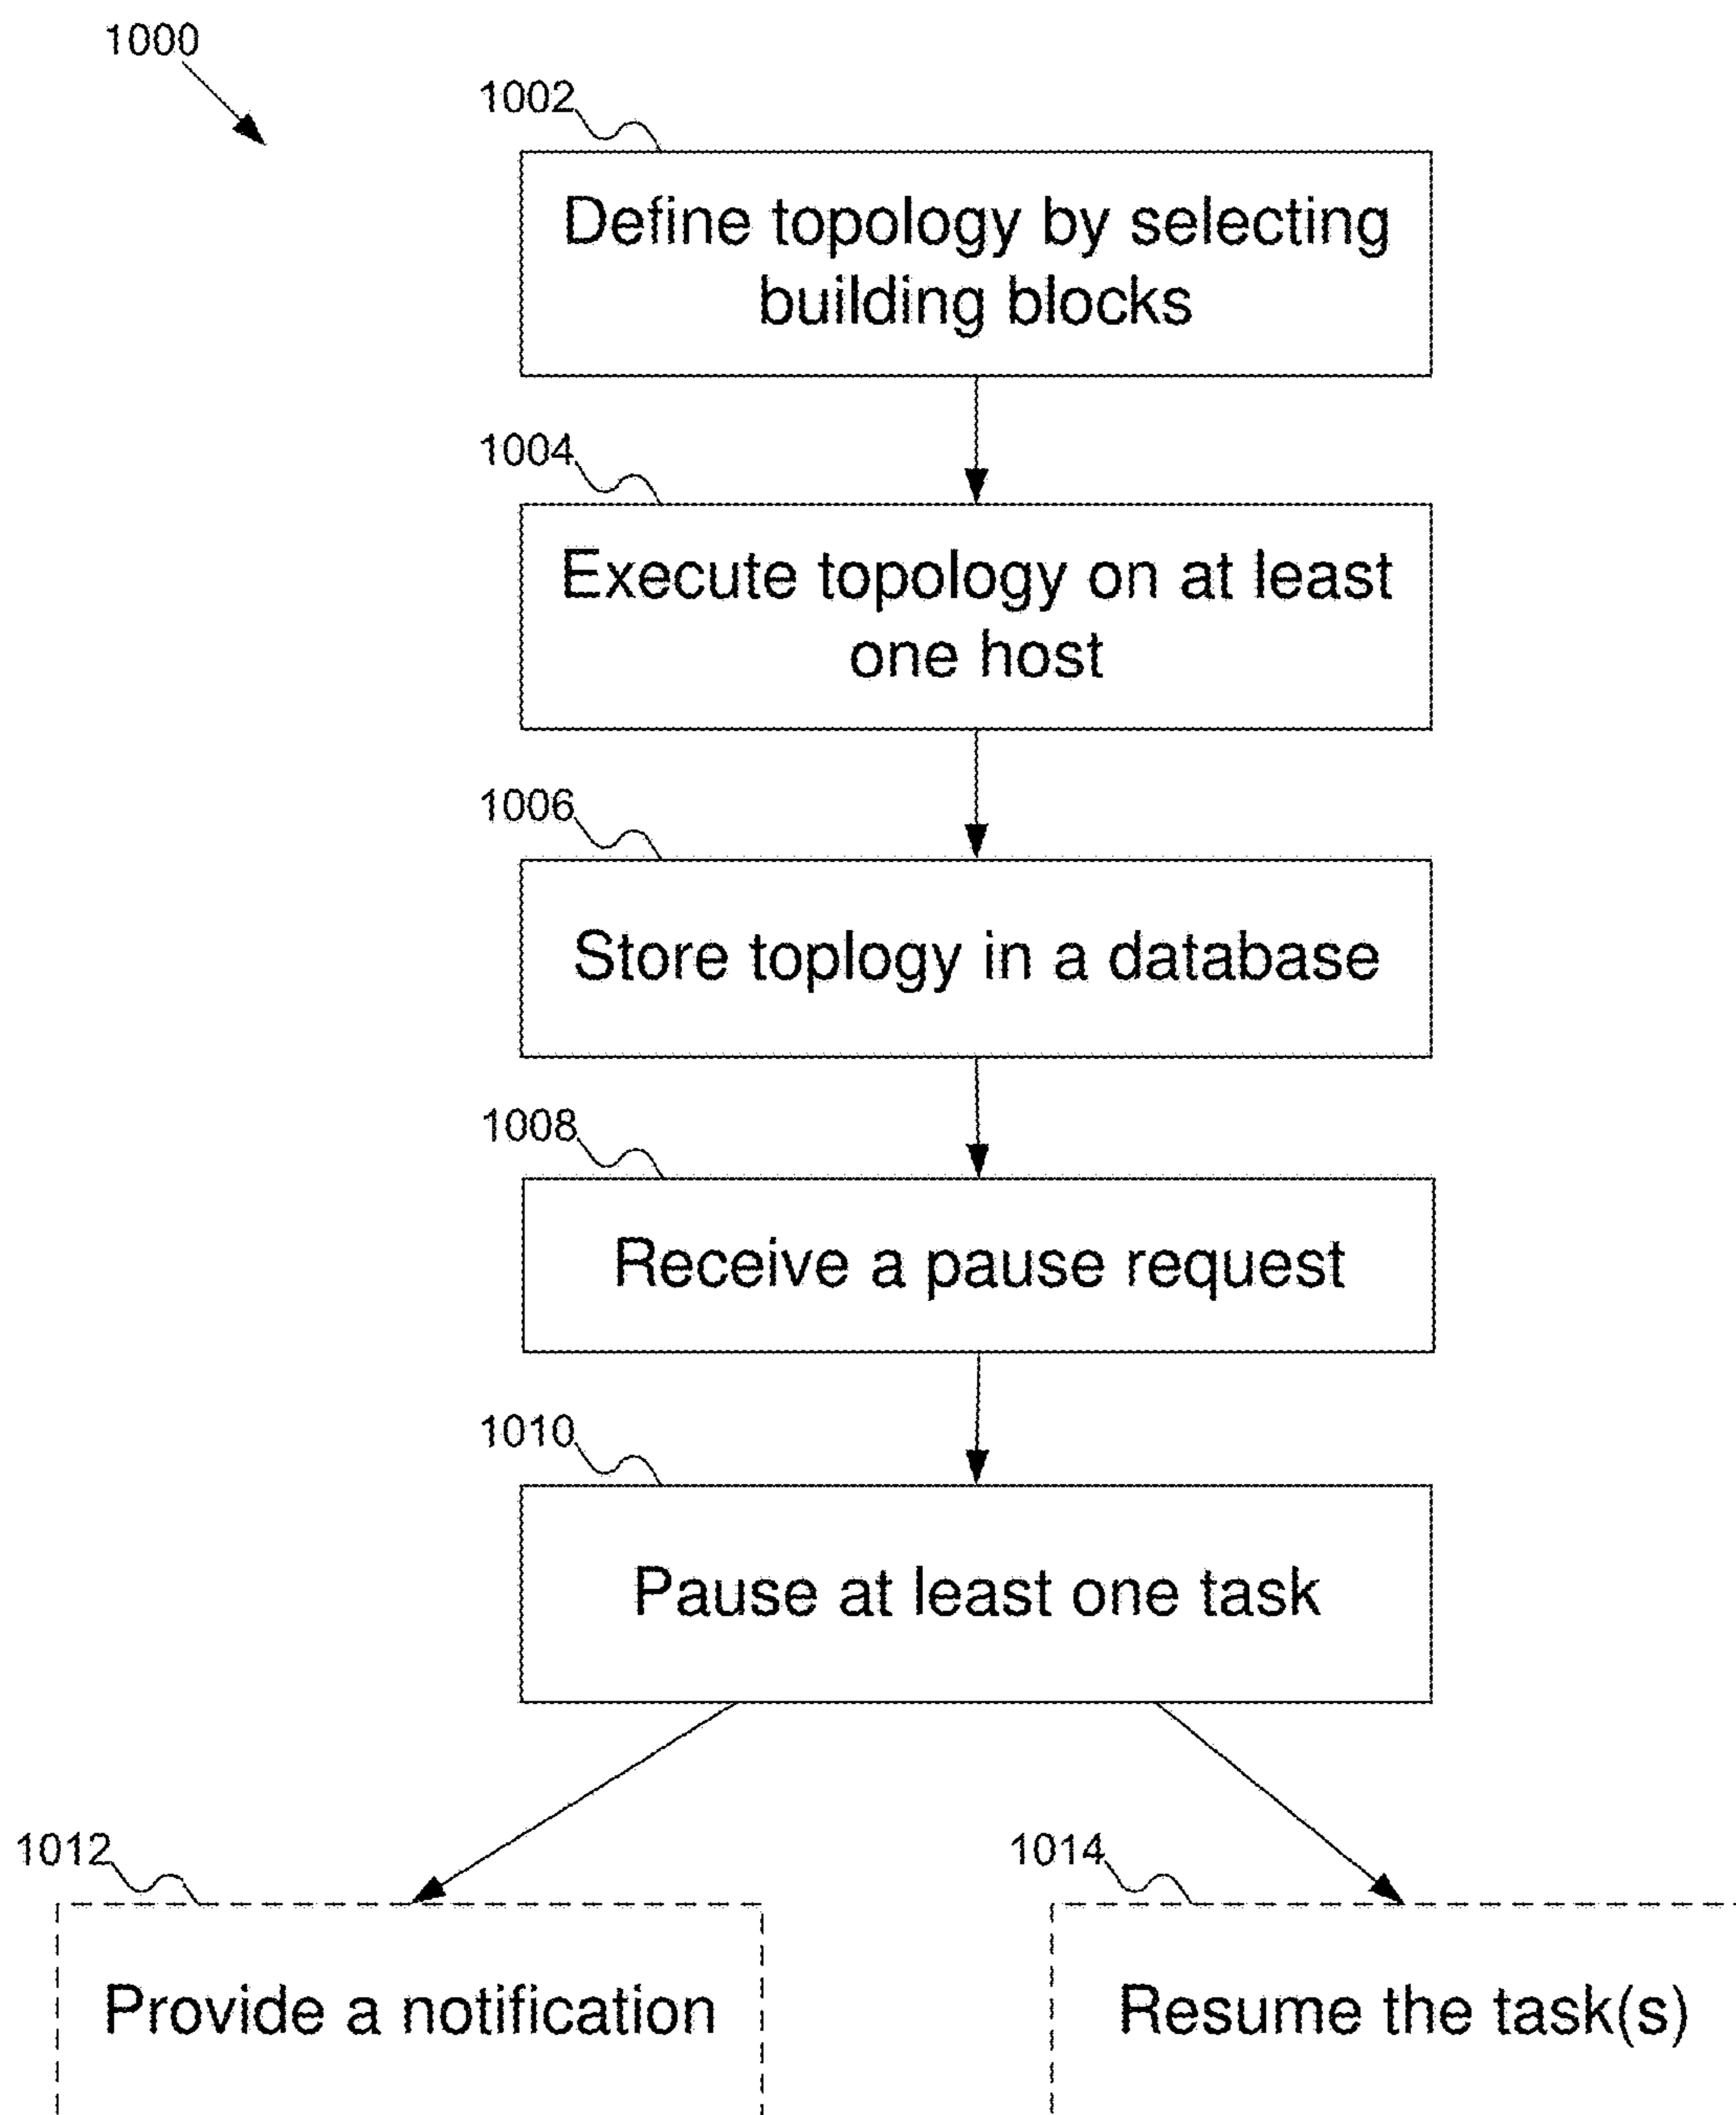 1000
1002
Define topology by selecting
building blocks
1004
Execute topology on at least
one host
1006
Store toplogy in a database
1008
Receive a pause request
1010
Pause at least one task
1012
Provide a notification
1014
Resume the task(s)